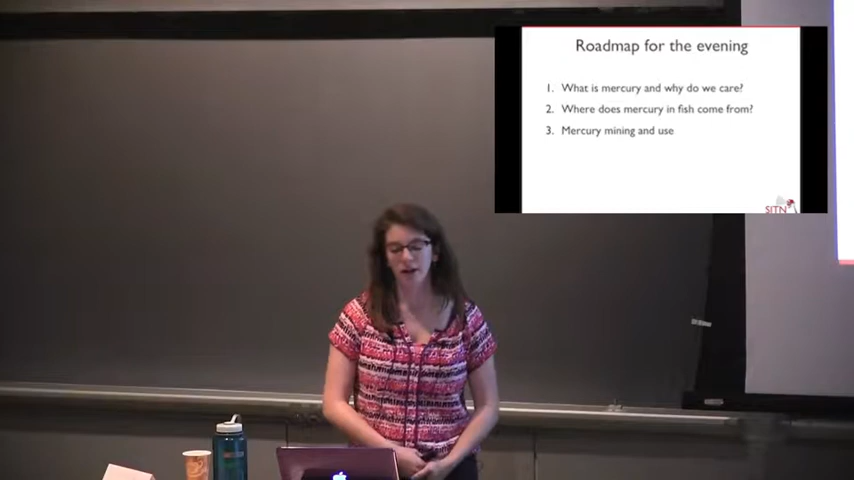 Roadmap for the evening
1. What is mercury and why do we care?
2. Where does mercury in fish come from?
3. Mercury mining and use
SITN